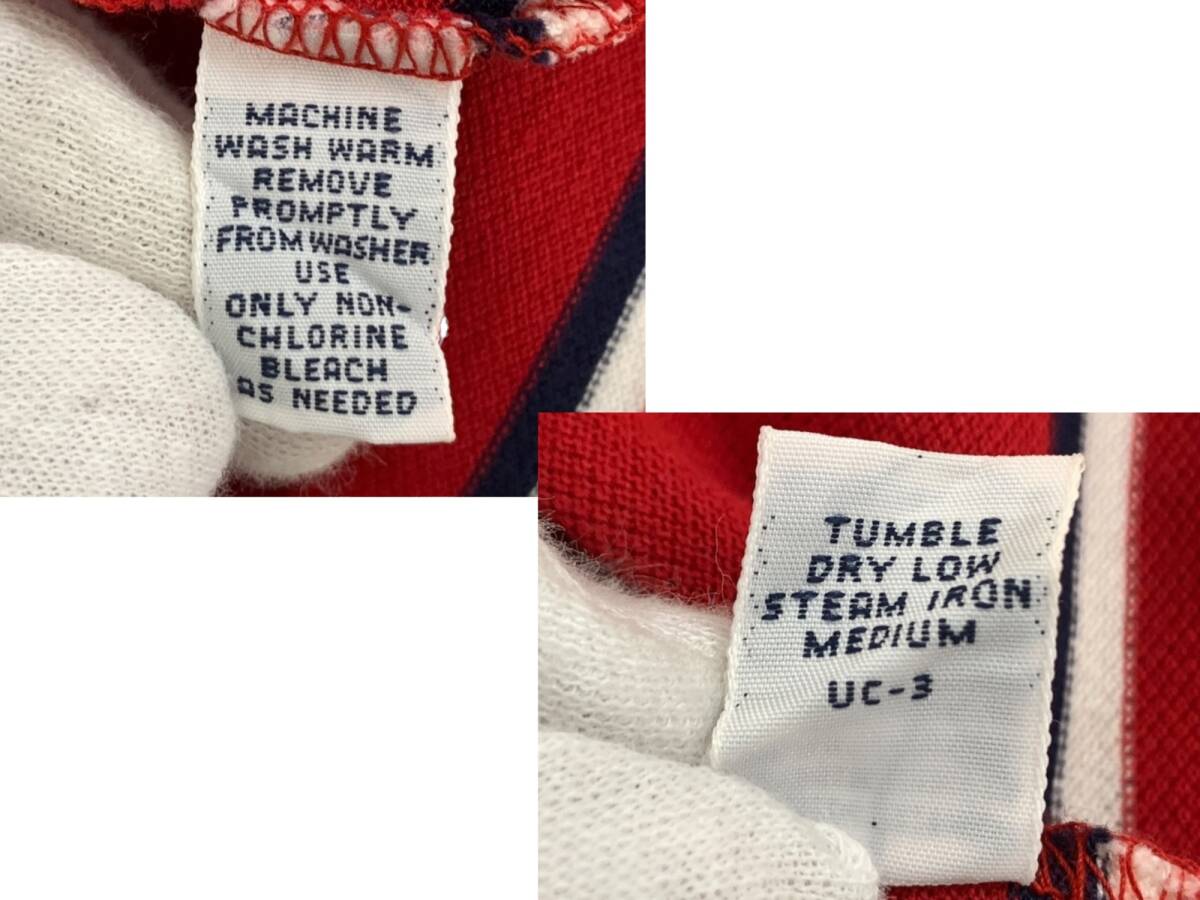 MACHINE
WASH WARM
REMOVE
PROMPTLY
FROM WASHER
USE
ONLY NON-
CHLORINE
BLEACH
AS NEEDED
TUMBLE
DRY LOW
STEAM IRON
MEDIUM
UC-3